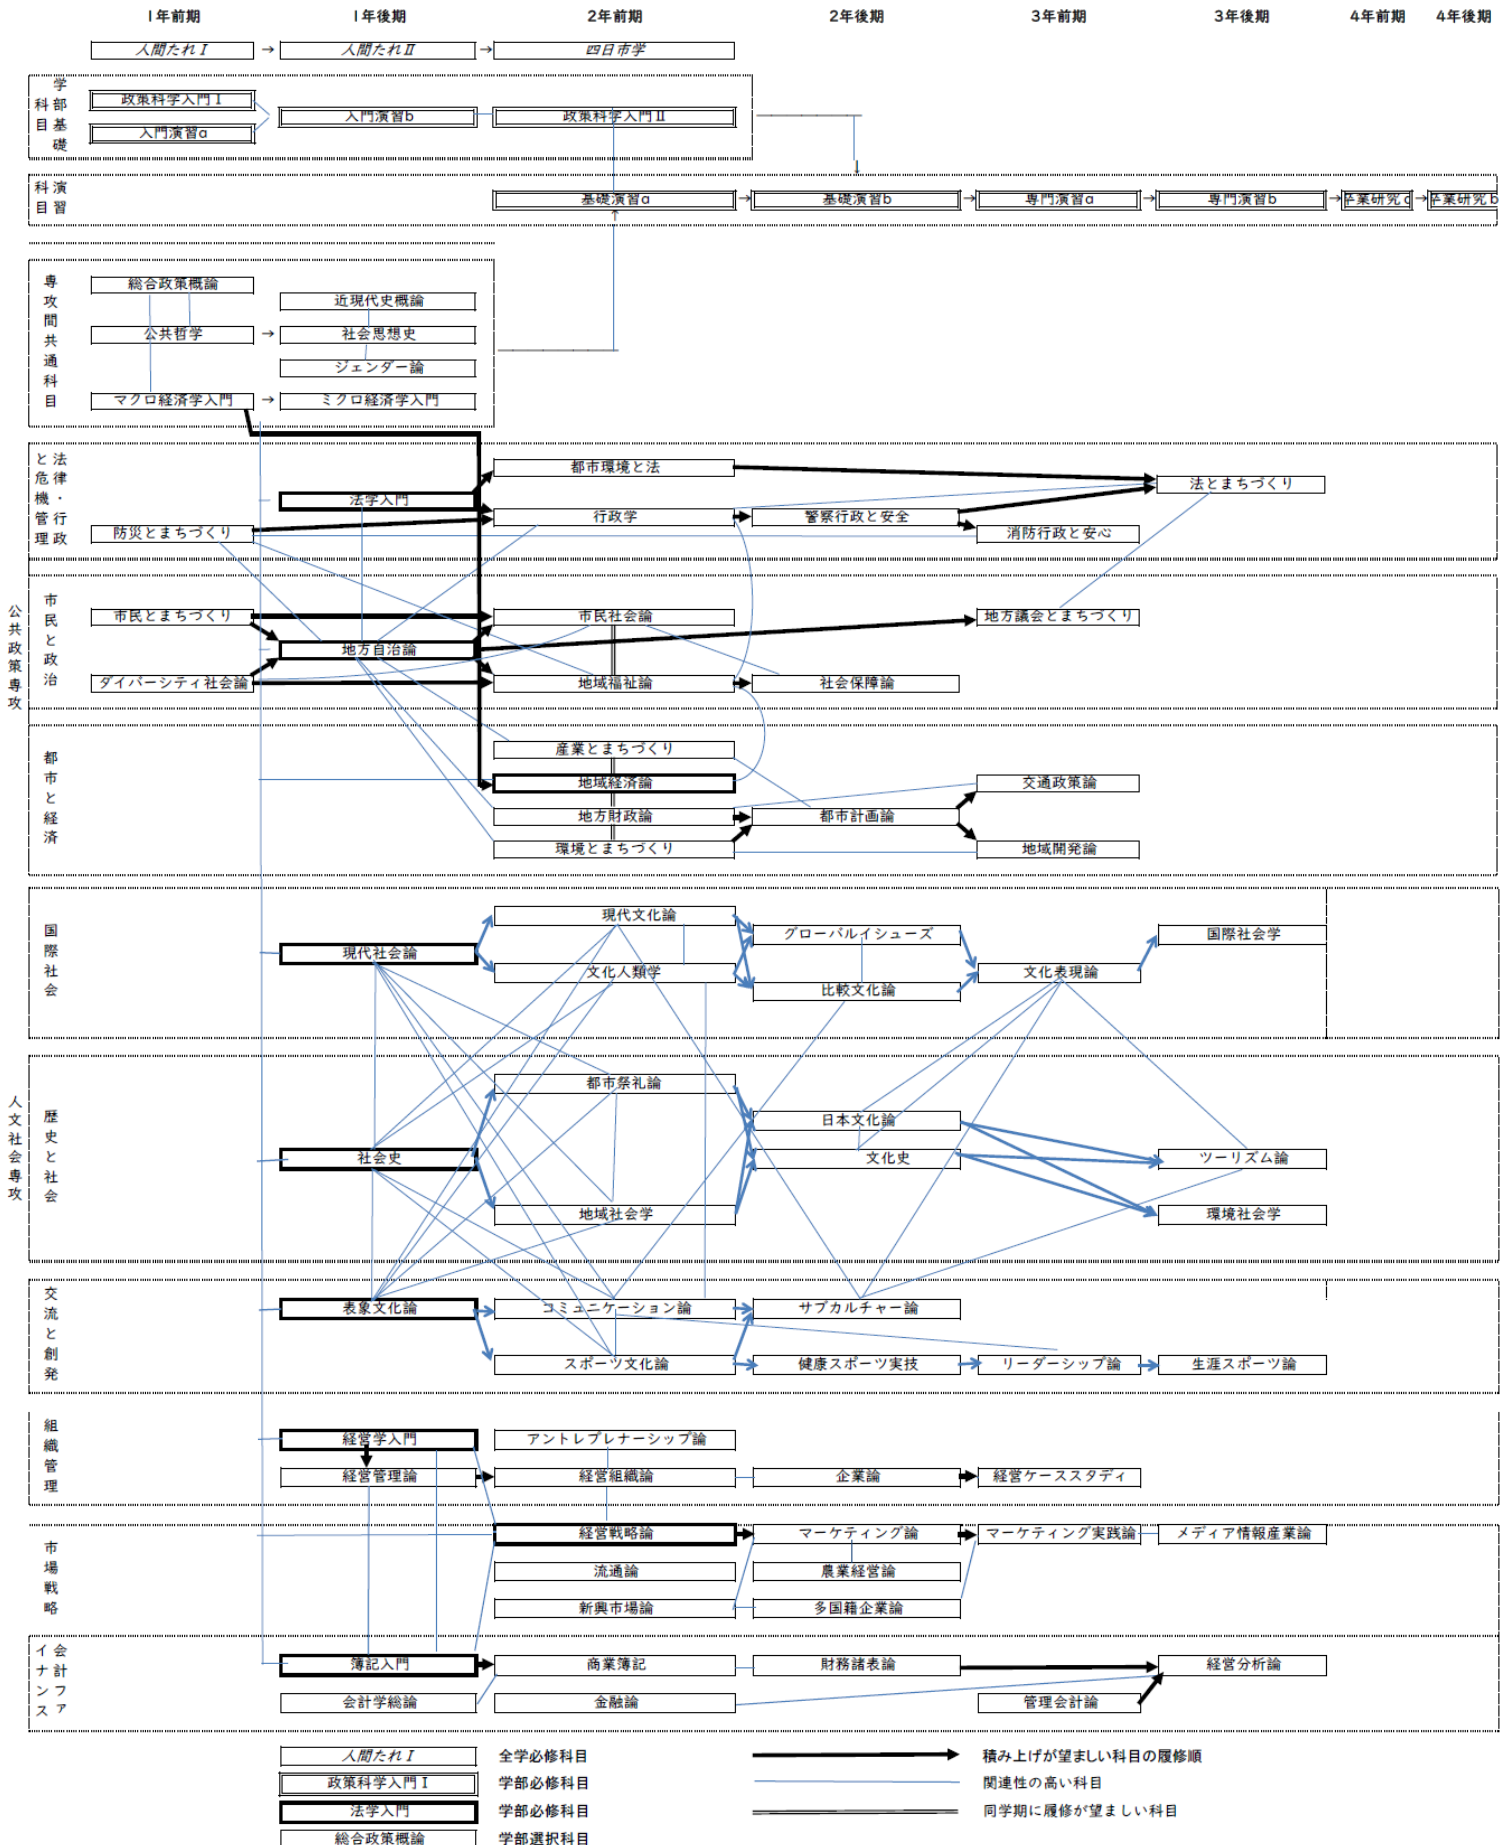 1年前期 1年後期 2年前期 2年後期 3年前期 3年後期 4年前期 4年後期
人間たれⅠ → 人間たれⅡ → 四日市学
学部基礎科目
政策科学入門Ⅰ
入門演習b 政策科学入門Ⅱ
入門演習a
演習科目
基礎演習a → 基礎演習b → 専門演習a → 専門演習b → 卒業研究a → 卒業研究b
専攻間共通科目
総合政策概論
近現代史概論
公共哲学 → 社会思想史
ジェンダー論
マクロ経済学入門 → ミクロ経済学入門
公共政策専攻
法律・行政と危機管理
都市環境と法
法とまちづくり
法学入門
行政学 警察行政と安全
防災とまちづくり 消防行政と安心
市民と政治
市民とまちづくり 市民社会論 地方議会とまちづくり
地方自治論
ダイバーシティ社会論 地域福祉論 社会保障論
都市と経済
産業とまちづくり
地域経済論 交通政策論
地方財政論 都市計画論
環境とまちづくり 地域開発論
人文社会専攻
国際社会
現代文化論
グローバルイシューズ 国際社会学
現代社会論
文化人類学 文化表現論
比較文化論
歴史と社会
都市祭礼論
日本文化論
社会史 文化史 ツーリズム論
地域社会学 環境社会学
交流と創発
表象文化論 コミュニケーション論 サブカルチャー論
スポーツ文化論 健康スポーツ実技 リーダーシップ論 生涯スポーツ論
組織管理
経営学入門 アントレプレナーシップ論
経営管理論 経営組織論 企業論 経営ケーススタディ
市場戦略
経営戦略論 マーケティング論 マーケティング実践論 メディア情報産業論
流通論 農業経営論
新興市場論 多国籍企業論
会計ファイナンス
簿記入門 商業簿記 財務諸表論 経営分析論
会計学総論 金融論 管理会計論
人間たれⅠ 全学必修科目 積み上げが望ましい科目の履修順
政策科学入門Ⅰ 学部必修科目 関連性の高い科目
法学入門 学部必修科目 同学期に履修が望ましい科目
総合政策概論 学部選択科目